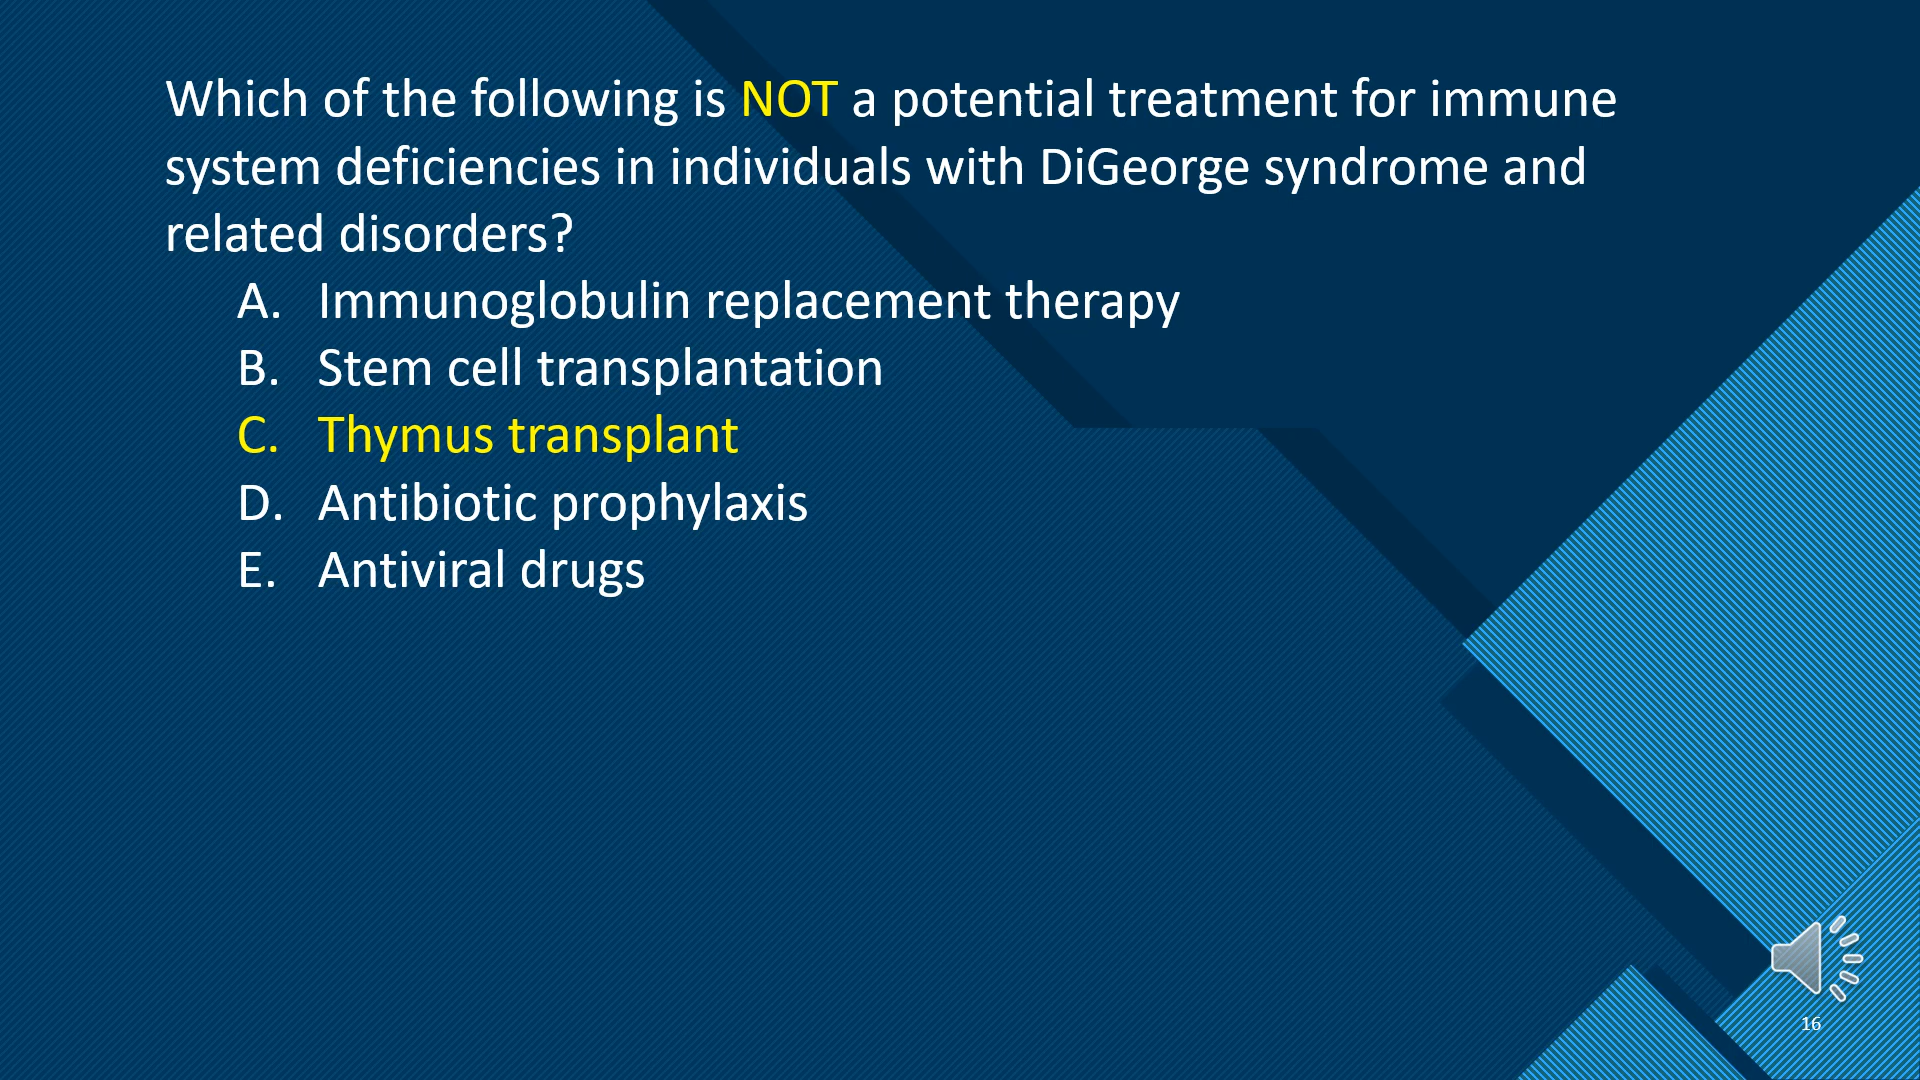 Which of the following is NOT a potential treatment for immune
system deficiencies in individuals with DiGeorge syndrome and
related disorders?
A. Immunoglobulin replacement therapy
B. Stem cell transplantation
C. Thymus transplant
D. Antibiotic prophylaxis
E. Antiviral drugs
16